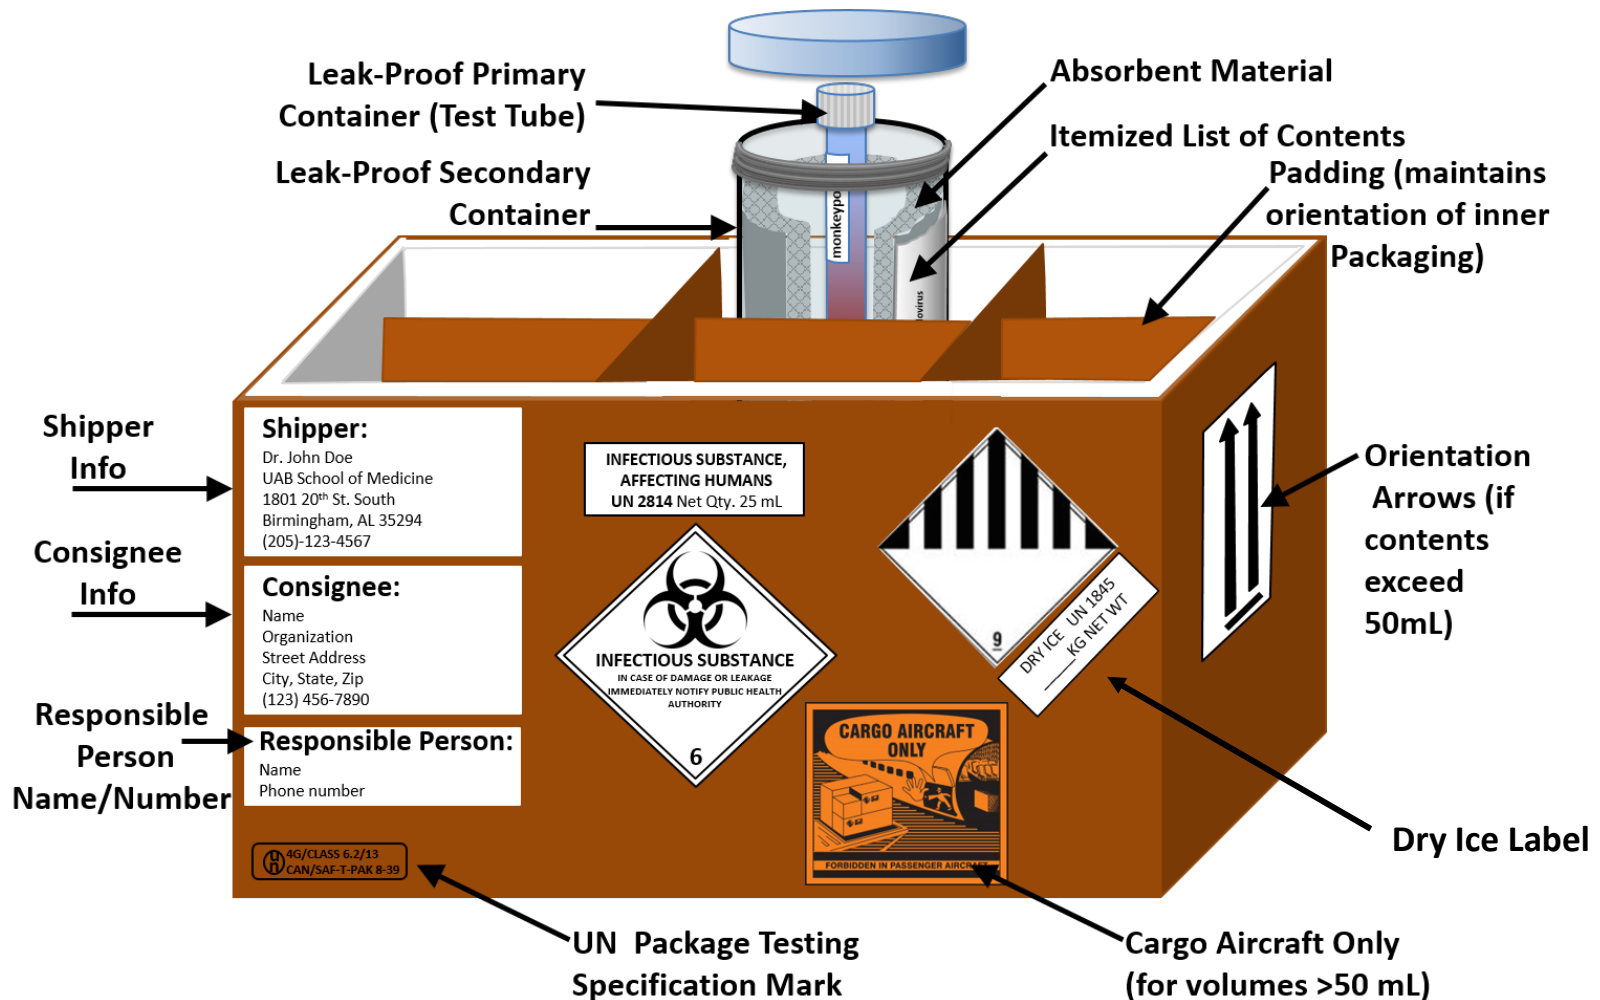 Leak-Proof Primary
Container (Test Tube)
Absorbent Material
Itemized List of Contents
Leak-Proof Secondary
Container
Padding (maintains
orientation of inner
Packaging)
monkeypo
ovirus
Shipper
Info
Shipper:
Dr. John Doe
UAB School of Medicine
1801 20th St. South
Birmingham, AL 35294
(205)-123-4567
INFECTIOUS SUBSTANCE,
AFFECTING HUMANS
UN 2814 Net Qty. 25 mL
Orientation
Arrows (if
contents
exceed
50mL)
Consignee
Info
Consignee:
Name
Organization
Street Address
City, State, Zip
(123) 456-7890
INFECTIOUS SUBSTANCE
IN CASE OF DAMAGE OR LEAKAGE
IMMEDIATELY NOTIFY PUBLIC HEALTH
AUTHORITY
6
9
DRY ICE UN 1845
____KG NET WT
Responsible
Person
Name/Number
Responsible Person:
Name
Phone number
CARGO AIRCRAFT
ONLY
FORBIDDEN IN PASSENGER AIRCRAFT
Dry Ice Label
un
4G/CLASS 6.2/13
CAN/SAF-T-PAK 8-39
UN Package Testing
Specification Mark
Cargo Aircraft Only
(for volumes >50 mL)